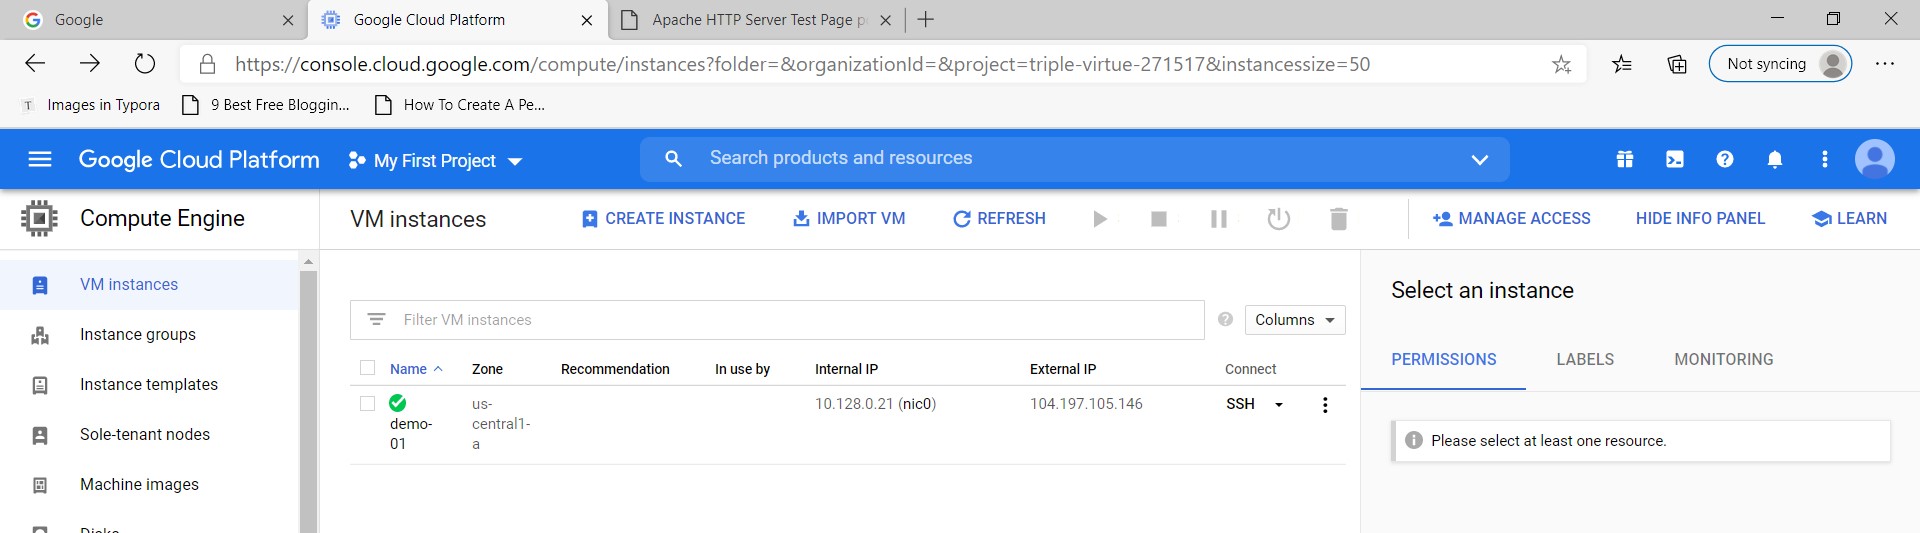 Google
Google Cloud Platform
Apache HTTP Server Test Page p
https://console.cloud.google.com/compute/instances?folder=&organizationId=&project=triple-virtue-271517&instancessize=50
Not syncing
T Images in Typora
9 Best Free Bloggin...
How To Create A Pe...
Google Cloud Platform
My First Project
Search products and resources
Compute Engine
VM instances
CREATE INSTANCE
IMPORT VM
REFRESH
MANAGE ACCESS
HIDE INFO PANEL
LEARN
VM instances
Instance groups
Instance templates
Sole-tenant nodes
Machine images
Disks
Filter VM instances
Columns
Name Zone Recommendation In use by Internal IP External IP Connect
demo-
01
us-
central1-
a
10.128.0.21 (nic0)
104.197.105.146
SSH
Select an instance
PERMISSIONS LABELS MONITORING
Please select at least one resource.